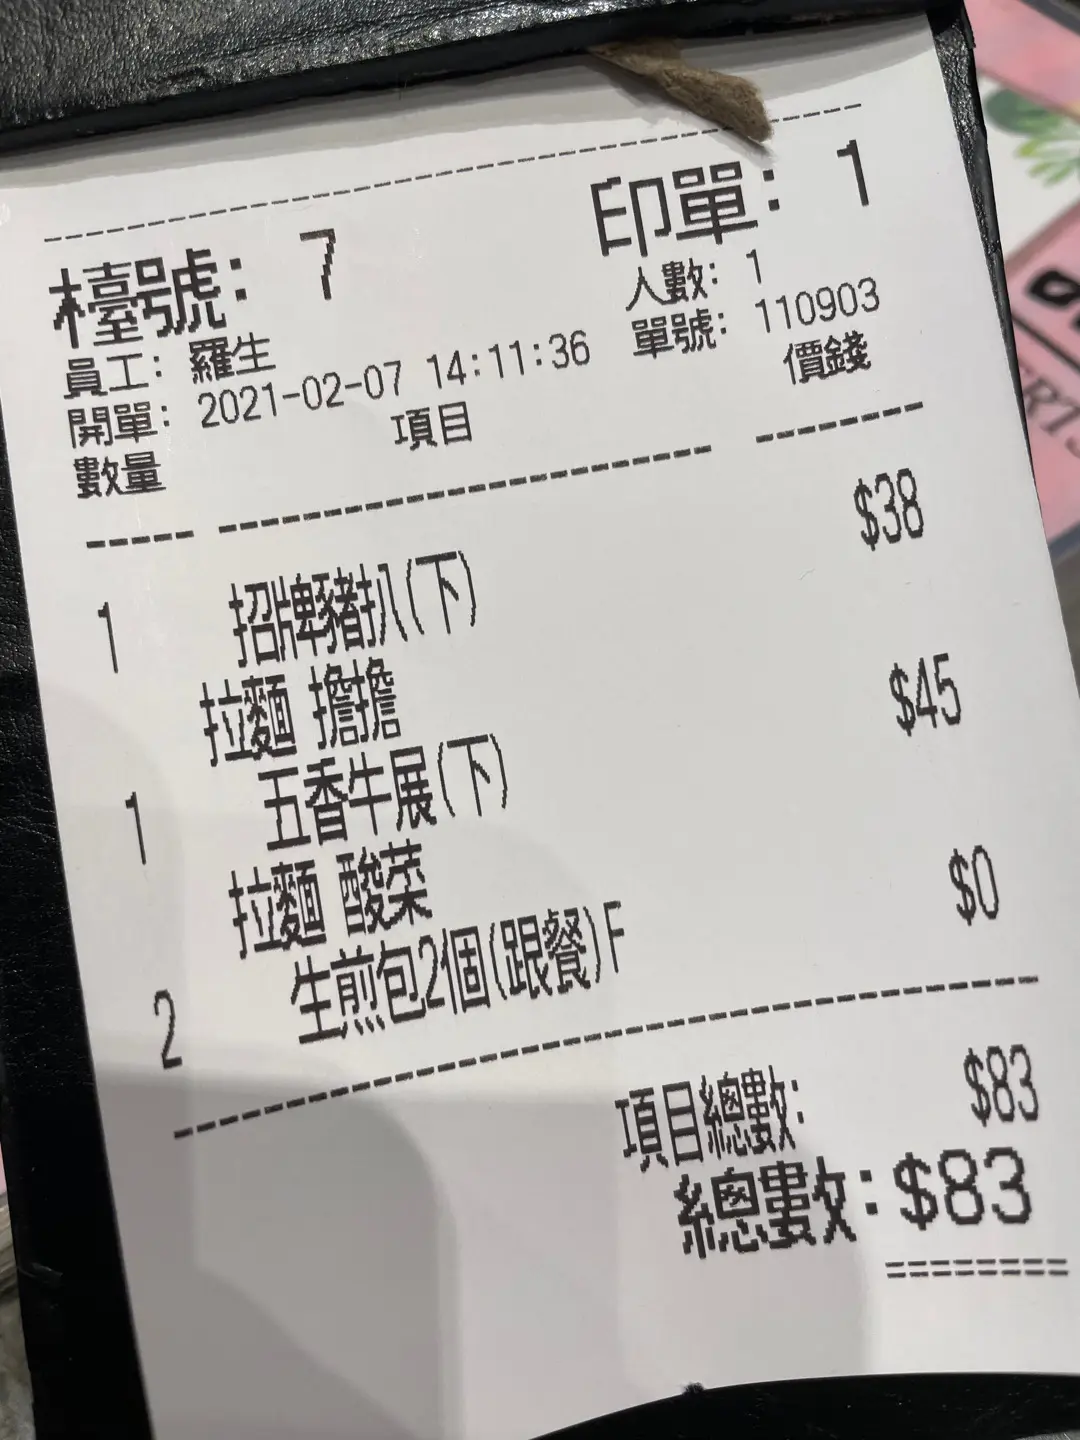 檯號: 7 印單: 1
員工: 羅生 人數: 1
開單: 2021-02-07 14:11:36 單號: 110903
數量 項目 價錢
1 招牌豬扒(下) $38
拉麵 擔擔
1 五香牛展(下) $45
拉麵 酸菜
2 生煎包2個(跟餐)F $0
項目總數: $83
總數: $83